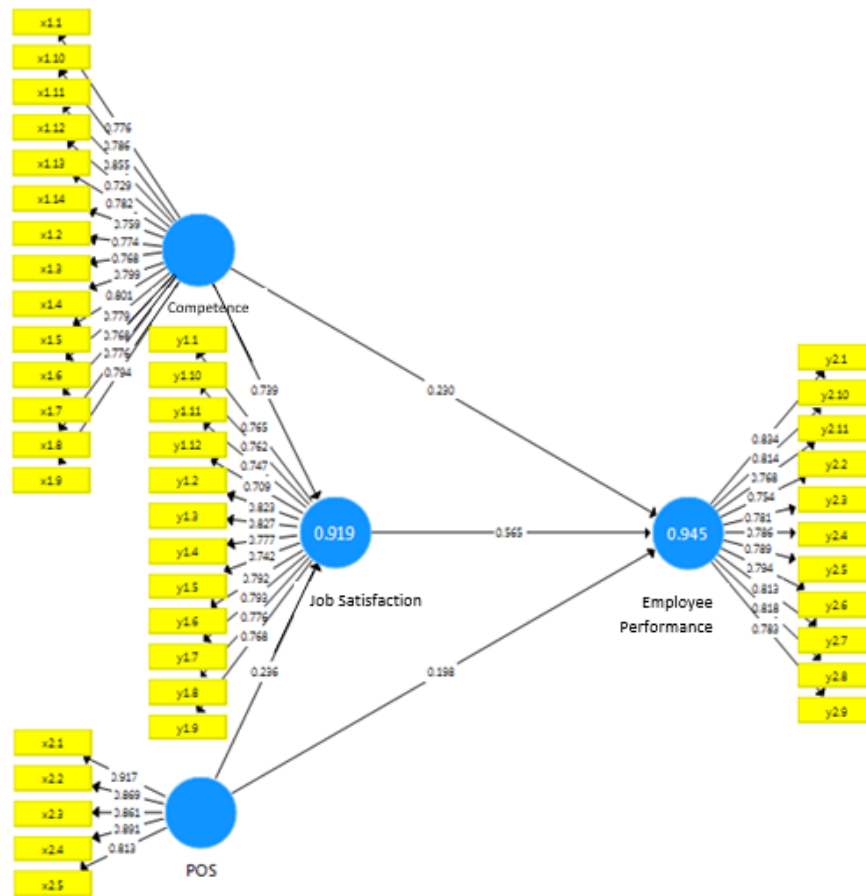 x1.1
x1.10
x1.11
x1.12
x1.13
x1.14
x1.2
x1.3
x1.4
x1.5
x1.6
x1.7
x1.8
x1.9
0.776
0.786
0.855
0.729
0.782
0.759
0.774
0.768
0.799
0.801
0.779
0.768
0.776
0.794
Competence
y1.1
y1.10
y1.11
y1.12
y1.2
y1.3
y1.4
y1.5
y1.6
y1.7
y1.8
y1.9
0.765
0.762
0.747
0.709
0.823
0.827
0.777
0.742
0.792
0.793
0.776
0.768
0.739
0.230
0.919
Job Satisfaction
0.565
0.236
0.198
0.945
Employee
Performance
0.834
0.814
0.768
0.754
0.781
0.786
0.789
0.794
0.813
0.818
0.783
y2.1
y2.10
y2.11
y2.2
y2.3
y2.4
y2.5
y2.6
y2.7
y2.8
y2.9
x2.1
x2.2
x2.3
x2.4
x2.5
0.917
0.869
0.861
0.891
0.813
POS